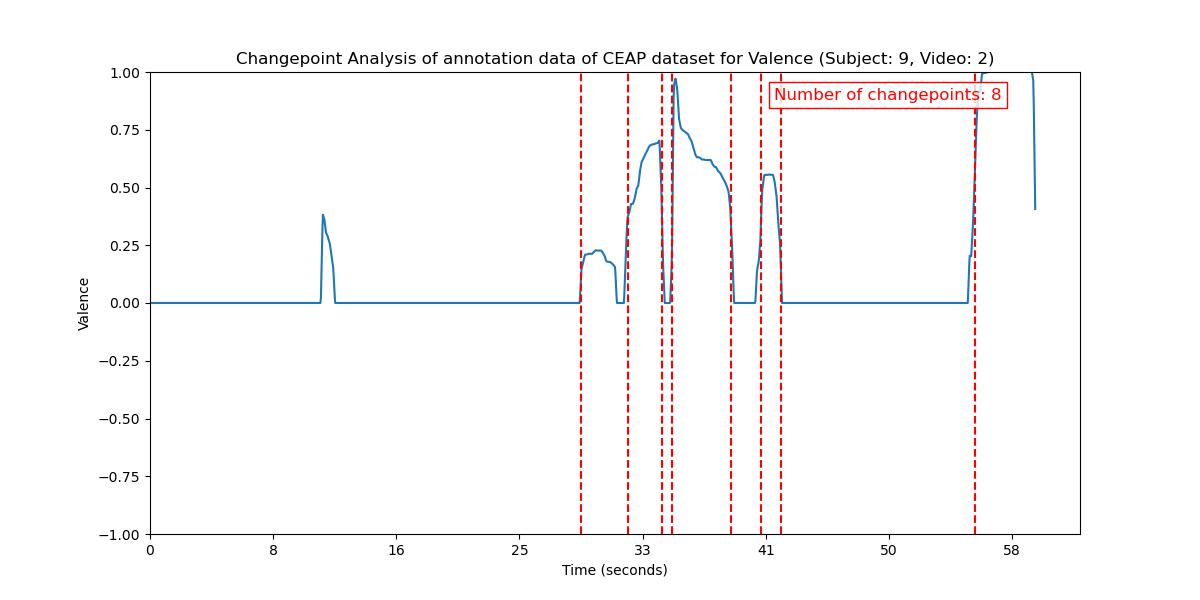 Changepoint Analysis of annotation data of CEAP dataset for Valence (Subject: 9, Video: 2)
Number of changepoints: 8
Valence
1.00
0.75
0.50
0.25
0.00
−0.25
−0.50
−0.75
−1.00
0 8 16 25 33 41 50 58
Time (seconds)